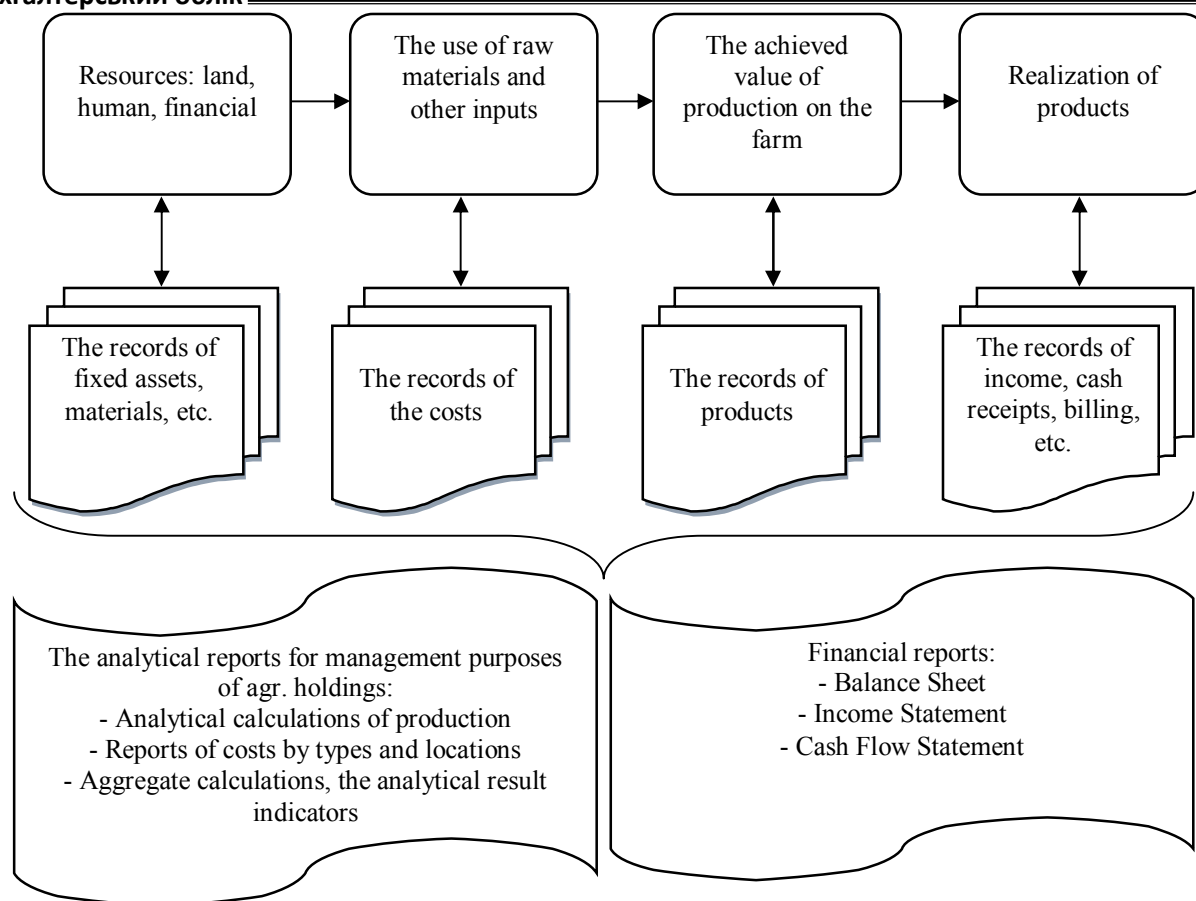 Resources: land,
human, financial
The use of raw
materials and
other inputs
The achieved
value of
production on the
farm
Realization of
products
The records of
fixed assets,
materials, etc.
The records of
the costs
The records of
products
The records of
income, cash
receipts, billing,
etc.
The analytical reports for management purposes
of agr. holdings:
- Analytical calculations of production
- Reports of costs by types and locations
- Aggregate calculations, the analytical result
indicators
Financial reports:
- Balance Sheet
- Income Statement
- Cash Flow Statement